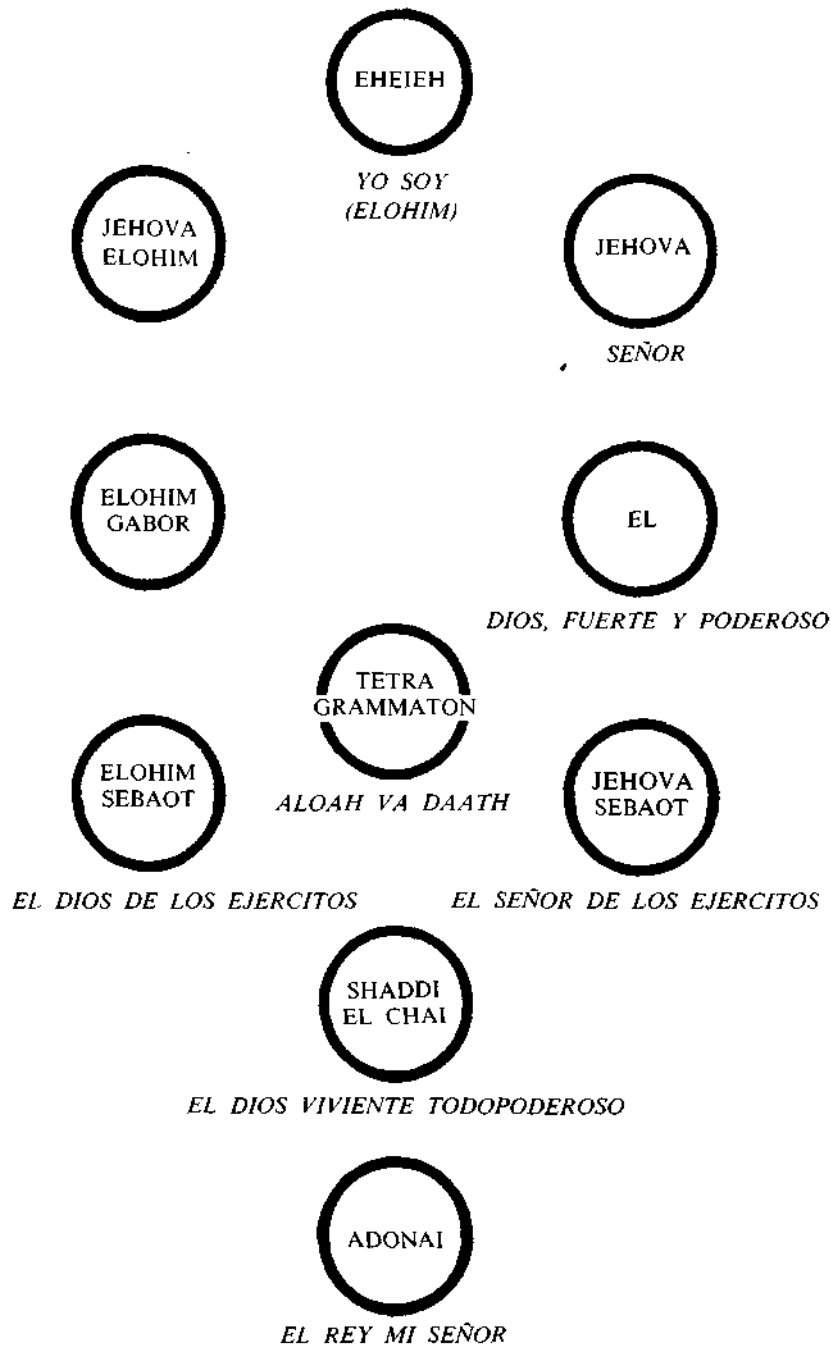 EHEIEH
YO SOY
(ELOHIM)
JEHOVA
ELOHIM
JEHOVA
SEÑOR
ELOHIM
GABOR
EL
DIOS, FUERTE Y PODEROSO
TETRA
GRAMMATON
ALOAH VA DAATH
ELOHIM
SEBAOT
EL DIOS DE LOS EJERCITOS
JEHOVA
SEBAOT
EL SEÑOR DE LOS EJERCITOS
SHADDI
EL CHAI
EL DIOS VIVIENTE TODOPODEROSO
ADONAI
EL REY MI SEÑOR